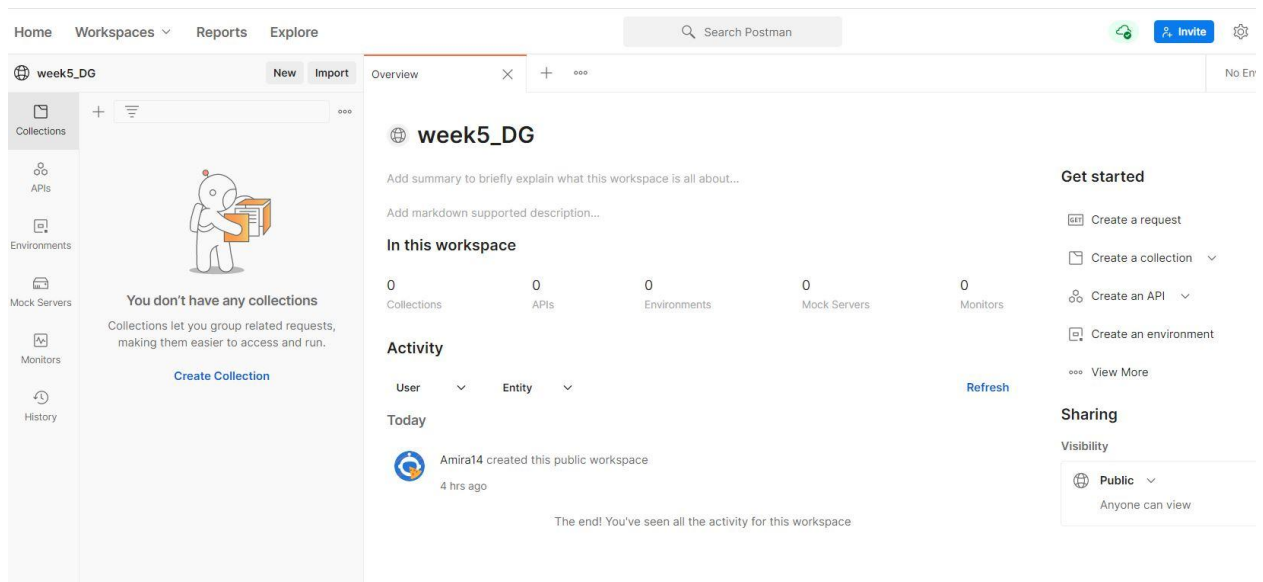 Home Workspaces Reports Explore Search Postman Invite
week5_DG New Import
Overview No
Collections
APIs
Environments
Mock Servers
Monitors
History
You don't have any collections
Collections let you group related requests,
making them easier to access and run.
Create Collection
week5_DG
Add summary to briefly explain what this workspace is all about...
Add markdown supported description...
In this workspace
0 0 0 0 0
Collections APIs Environments Mock Servers Monitors
Activity
User Entity Refresh
Today
Amira14 created this public workspace
4 hrs ago
The end! You've seen all the activity for this workspace
Get started
GET Create a request
Create a collection
Create an API
Create an environment
View More
Sharing
Visibility
Public
Anyone can view